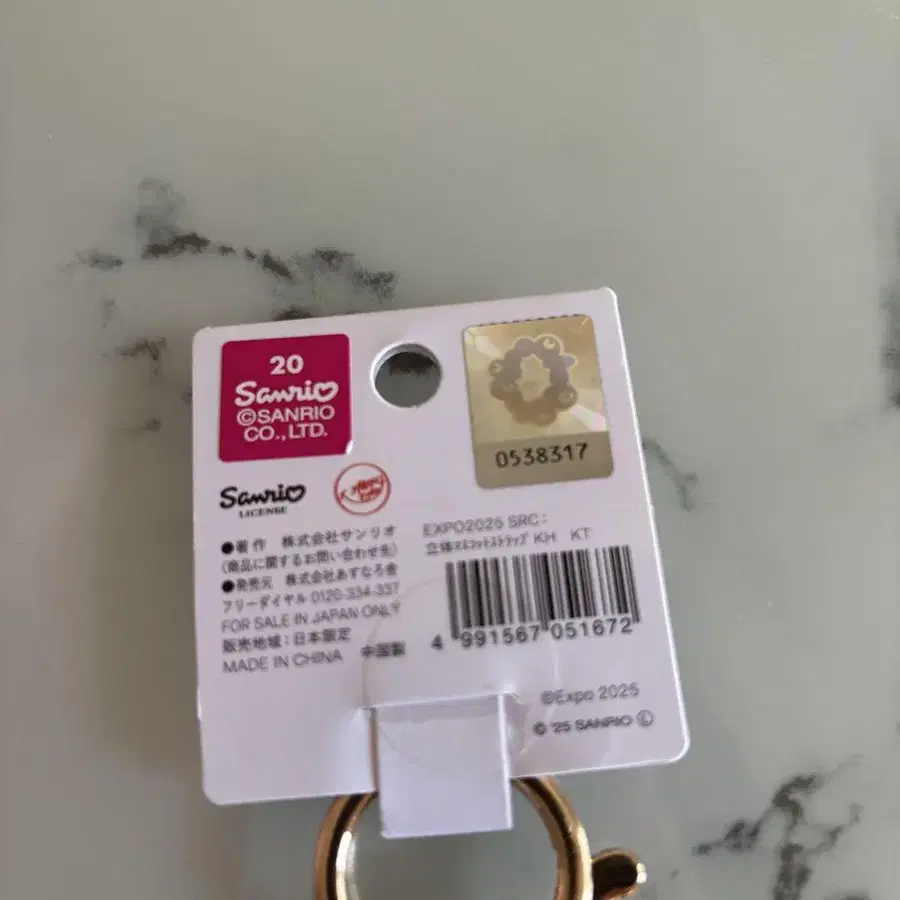 20
Sanrio
©SANRIO
CO.,LTD.
0538317
Sanrio
LICENSE
●著作　株式会社サンリオ
(商品に関するお問い合わせ先)
●発売元　株式会社あすなろ舎
フリーダイヤル 0120-334-337
FOR SALE IN JAPAN ONLY
販売地域：日本限定
MADE IN CHINA　中国製
EXPO2025 SRC：
立体マスコットストラップ KH　KT
4 991567 051672
©Expo 2025
© '25 SANRIO Ⓛ